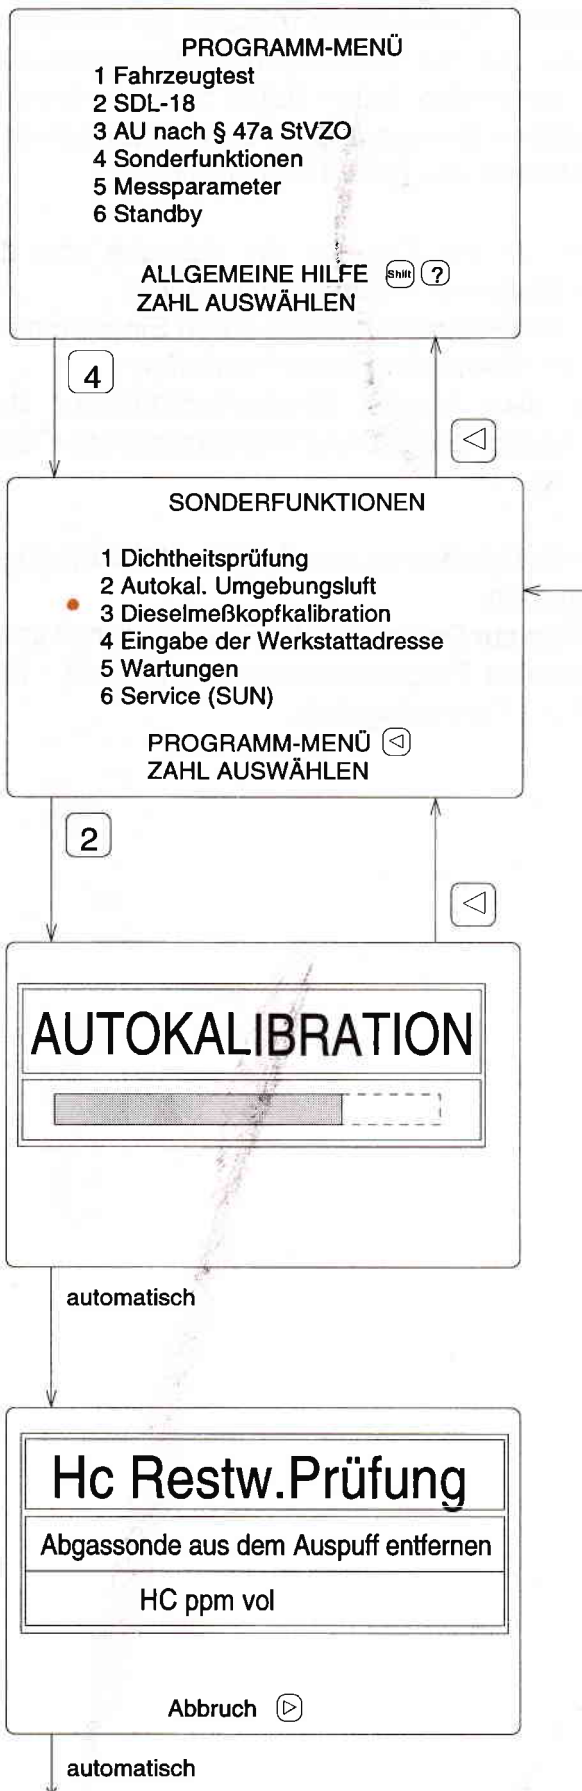 PROGRAMM-MENÜ
1 Fahrzeugtest
2 SDL-18
3 AU nach § 47a StVZO
4 Sonderfunktionen
5 Messparameter
6 Standby
ALLGEMEINE HILFE Shift ?
ZAHL AUSWÄHLEN
4
SONDERFUNKTIONEN
1 Dichtheitsprüfung
2 Autokal. Umgebungsluft
3 Dieselmeßkopfkalibration
4 Eingabe der Werkstattadresse
5 Wartungen
6 Service (SUN)
PROGRAMM-MENÜ
ZAHL AUSWÄHLEN
2
AUTOKALIBRATION
automatisch
Hc Restw.Prüfung
Abgassonde aus dem Auspuff entfernen
HC ppm vol
Abbruch
automatisch